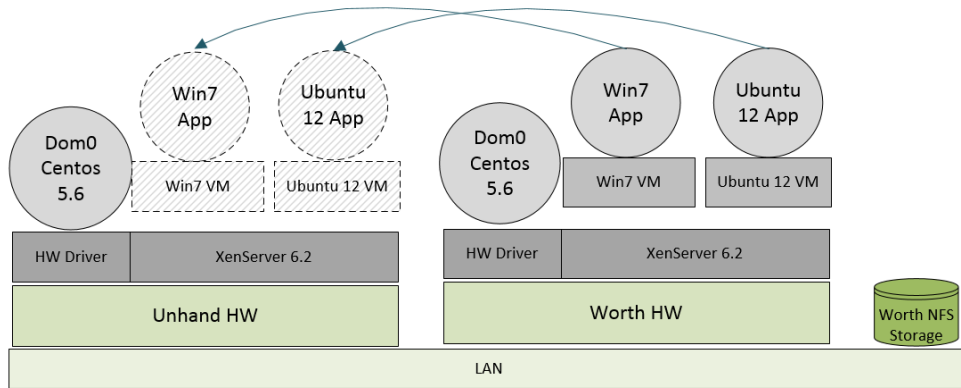 Win7
App
Ubuntu
12 App
Win7
App
Ubuntu
12 App
Dom0
Centos
5.6
Win7 VM
Ubuntu 12 VM
Dom0
Centos
5.6
Win7 VM
Ubuntu 12 VM
HW Driver
XenServer 6.2
HW Driver
XenServer 6.2
Unhand HW
Worth HW
Worth NFS
Storage
LAN